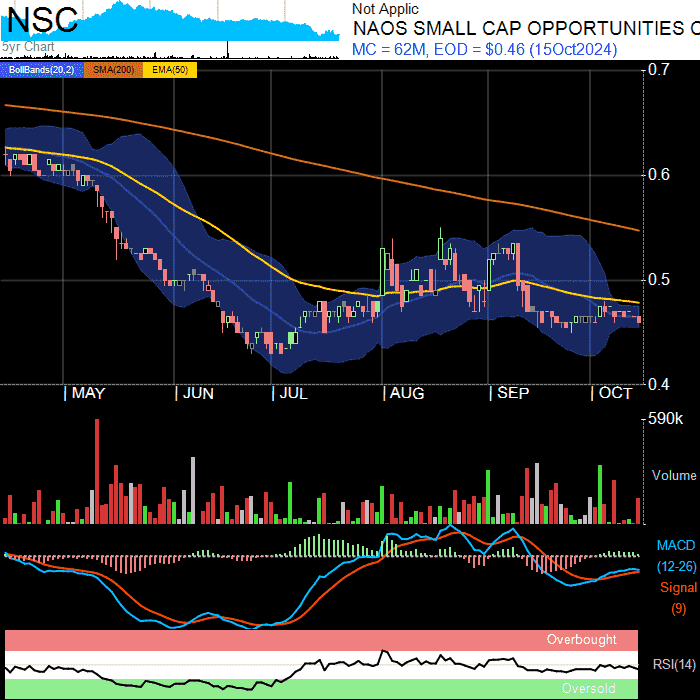 NSC
5yr Chart
Not Applic
NAOS SMALL CAP OPPORTUNITIES C
MC = 62M, EOD = $0.46 (15Oct2024)
BollBands(20,2) SMA(200) EMA(50)
0.7
0.6
0.5
0.4
| MAY | JUN | JUL | AUG | SEP | OCT
590k
Volume
MACD
(12-26)
Signal
(9)
Overbought
RSI(14)
Oversold